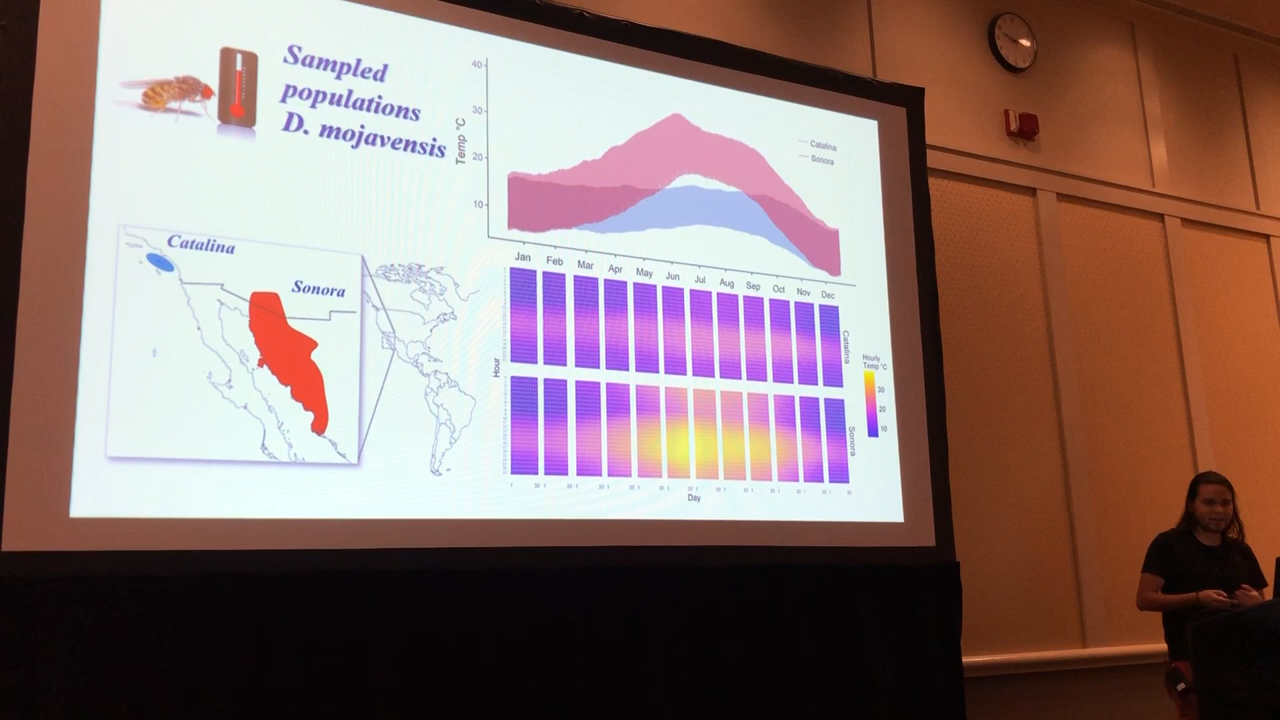 Sampled
populations
D. mojavensis
Catalina
Sonora
Temp °C
40
30
20
10
Catalina
Sonora
Jan Feb Mar Apr May Jun Jul Aug Sep Oct Nov Dec
Hour
Catalina
Sonora
Day
Hourly
Temp °C
30
20
10